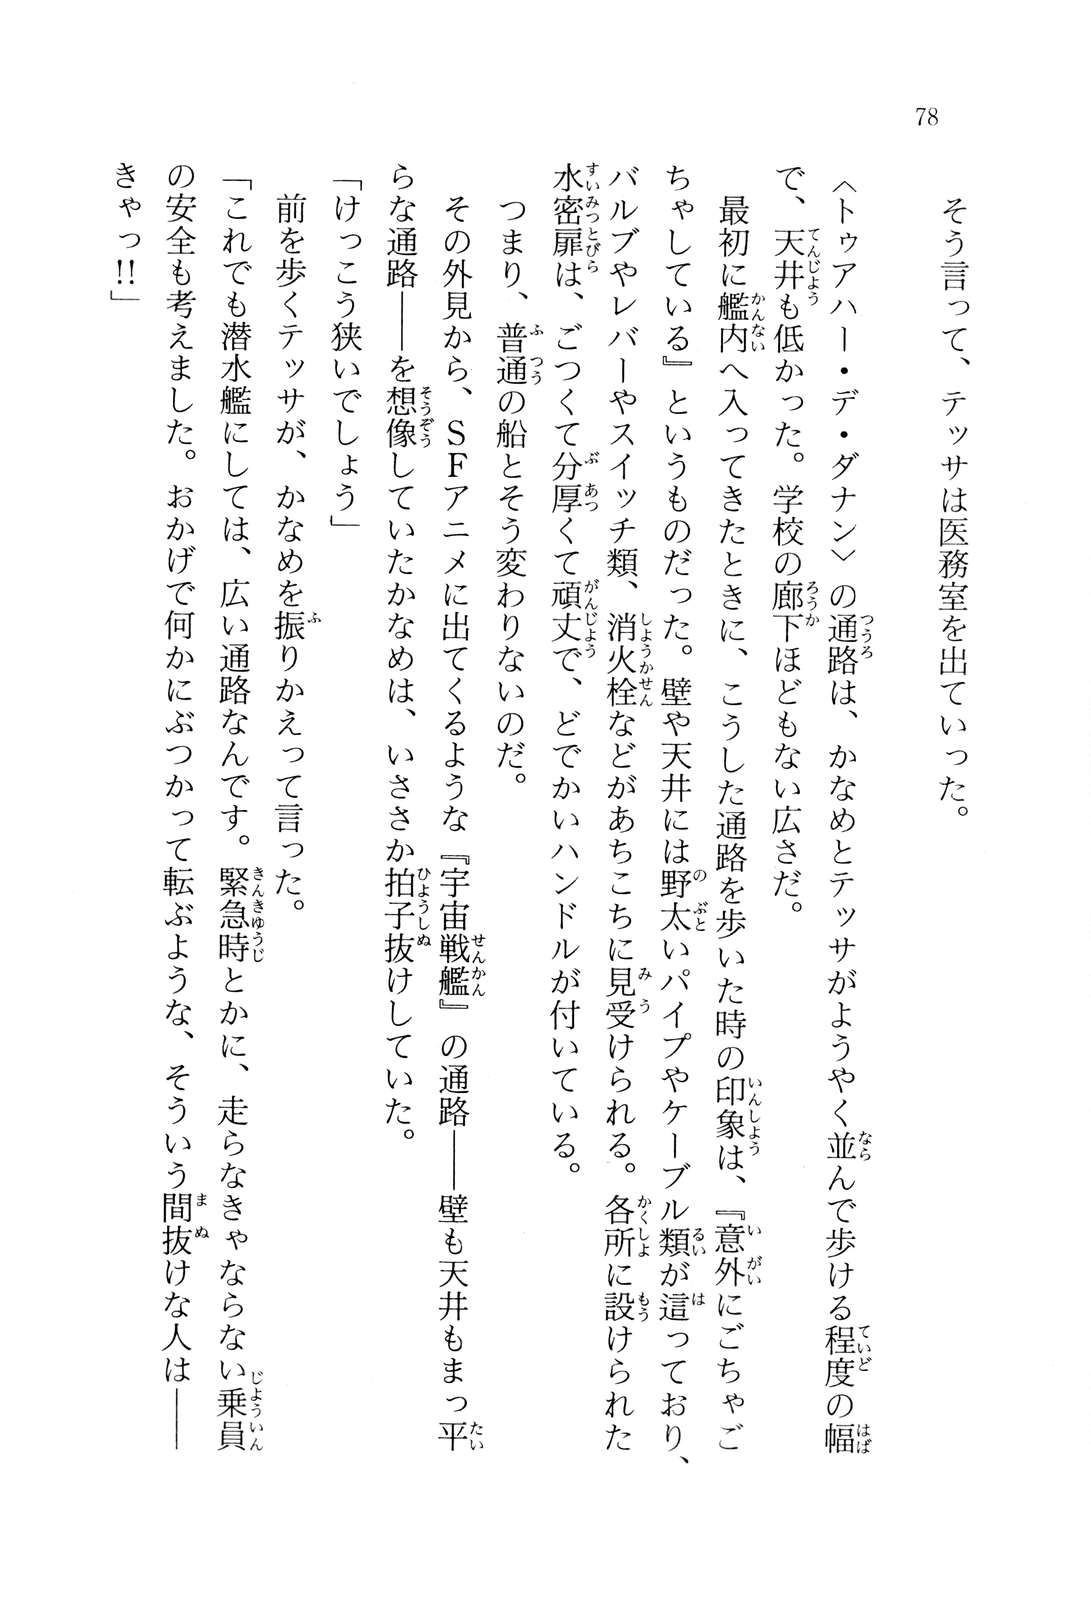 78
そう言って、テッサは医務室を出ていった。
〈トゥアハー・デ・ダナン〉の通路は、かなめとテッサがようやく並んで歩ける程度の幅
で、天井も低かった。学校の廊下ほどもない広さだ。
最初に艦内へ入ってきたときに、こうした通路を歩いた時の印象は、『意外にごちゃご
ちゃしている』というものだった。壁や天井には野太いパイプやケーブル類が這っており、
バルブやレバーやスイッチ類、消火栓などがあちこちに見受けられる。各所に設けられた
水密扉は、ごつくて分厚くて頑丈で、どでかいハンドルが付いている。
つまり、普通の船とそう変わりないのだ。
その外見から、SFアニメに出てくるような『宇宙戦艦』の通路――壁も天井もまっ平
らな通路――を想像していたかなめは、いささか拍子抜けしていた。
「けっこう狭いでしょう」
前を歩くテッサが、かなめを振りかえって言った。
「これでも潜水艦にしては、広い通路なんです。緊急時とかに、走らなきゃならない乗員
の安全も考えました。おかげで何かにぶつかって転ぶような、そういう間抜けな人は――
きゃっ!!」